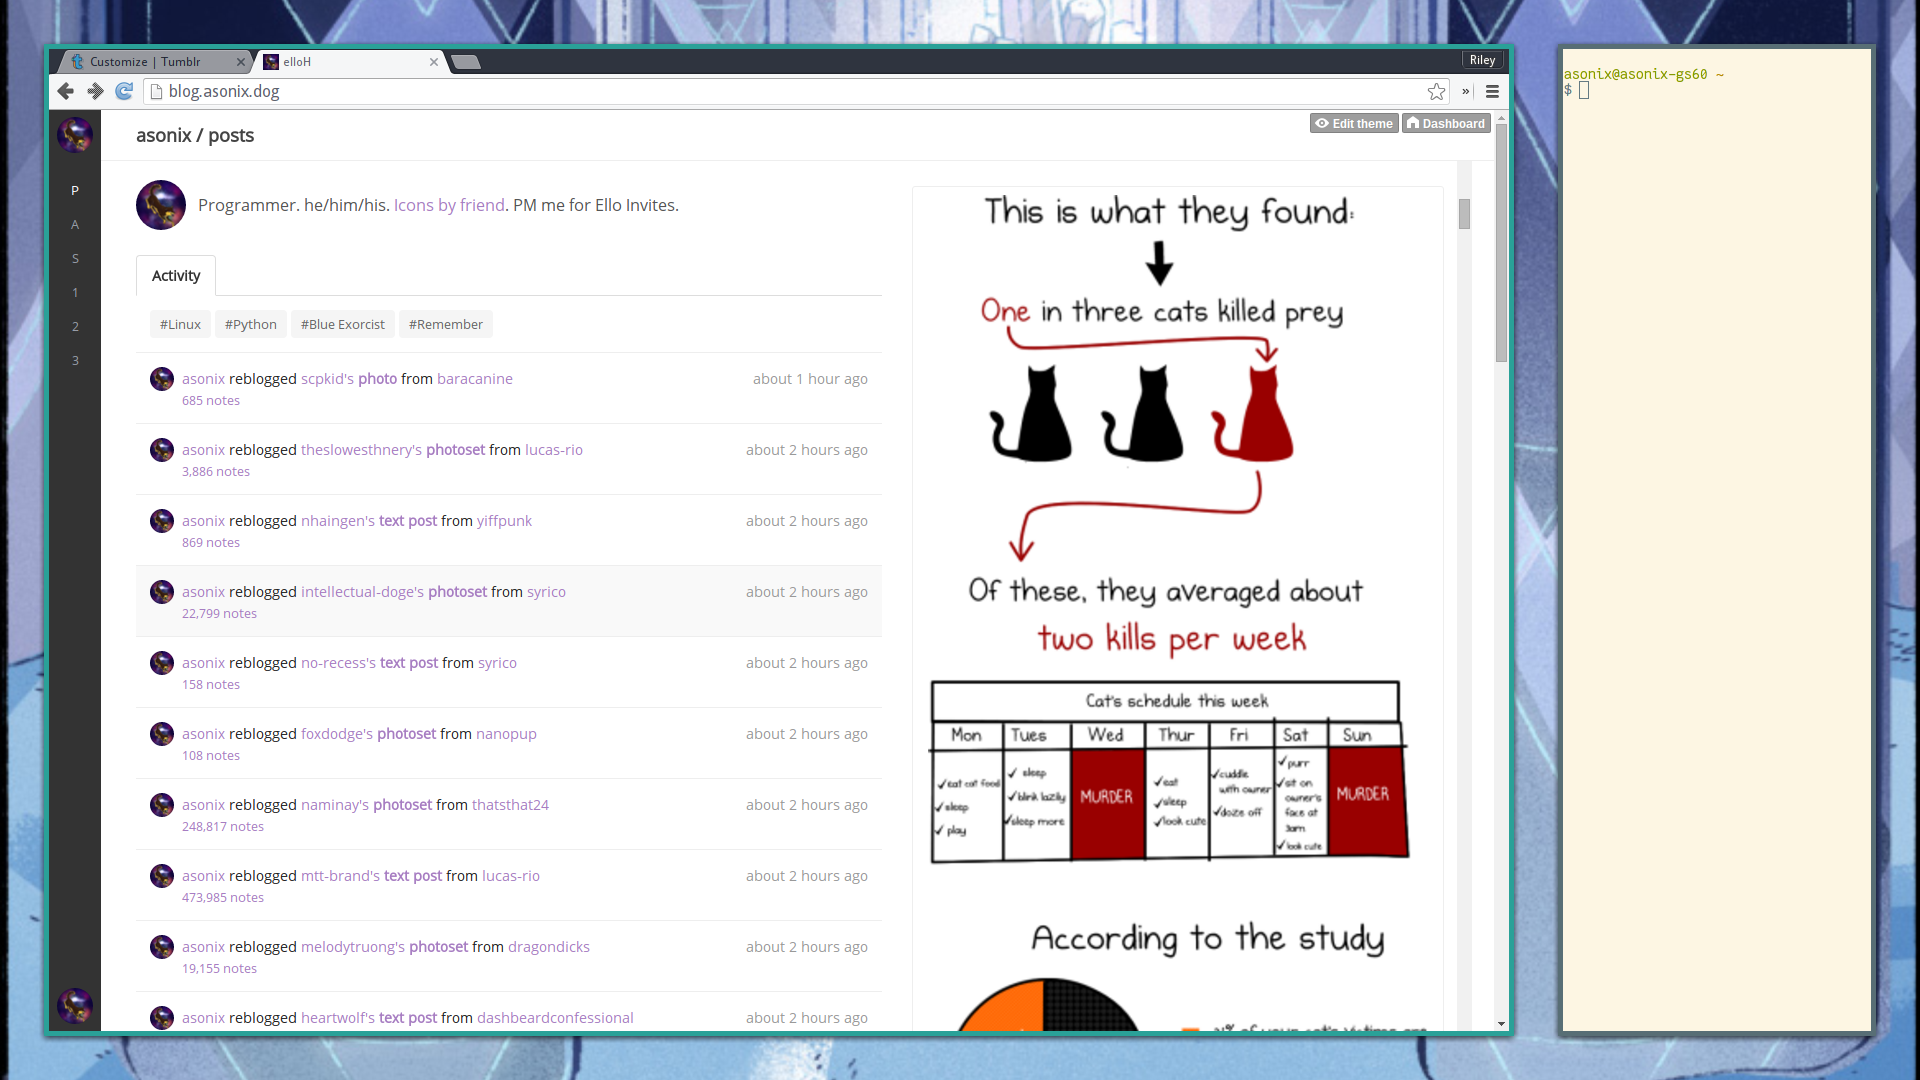 Customize | Tumblr
elloH
Riley
blog.asonix.dog
»
asonix / posts
Edit theme
Dashboard
P
A
S
1
2
3
Programmer. he/him/his. Icons by friend. PM me for Ello Invites.
Activity
#Linux
#Python
#Blue Exorcist
#Remember
asonix reblogged scpkid's photo from baracanine
about 1 hour ago
685 notes
asonix reblogged theslowesthnery's photoset from lucas-rio
about 2 hours ago
3,886 notes
asonix reblogged nhaingen's text post from yiffpunk
about 2 hours ago
869 notes
asonix reblogged intellectual-doge's photoset from syrico
about 2 hours ago
22,799 notes
asonix reblogged no-recess's text post from syrico
about 2 hours ago
158 notes
asonix reblogged foxdodge's photoset from nanopup
about 2 hours ago
108 notes
asonix reblogged naminay's photoset from thatsthat24
about 2 hours ago
248,817 notes
asonix reblogged mtt-brand's text post from lucas-rio
about 2 hours ago
473,985 notes
asonix reblogged melodytruong's photoset from dragondicks
about 2 hours ago
19,155 notes
asonix reblogged heartwolf's text post from dashbeardconfessional
about 2 hours ago
This is what they found:
One in three cats killed prey
Of these, they averaged about
two kills per week
Cat's schedule this week
Mon
Tues
Wed
Thur
Fri
Sat
Sun
✓eat cat food
✓sleep
✓play
✓sleep
✓blink lazily
✓sleep more
MURDER
✓eat
✓sleep
✓look cute
✓cuddle
with owner
✓doze off
✓purr
✓sit on
owner's
face at
3am
✓look cute
MURDER
According to the study
of your cat's victims are
asonix@asonix-gs60 ~
$